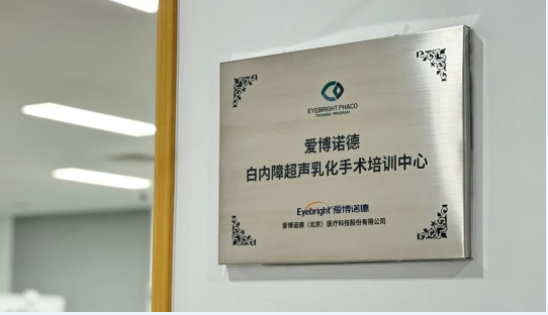 EYEBRIGHT PHACO
TRAINING PROGRAM
爱博诺德
白内障超声乳化手术培训中心
Eyebright® 爱博诺德
爱博诺德（北京）医疗科技股份有限公司